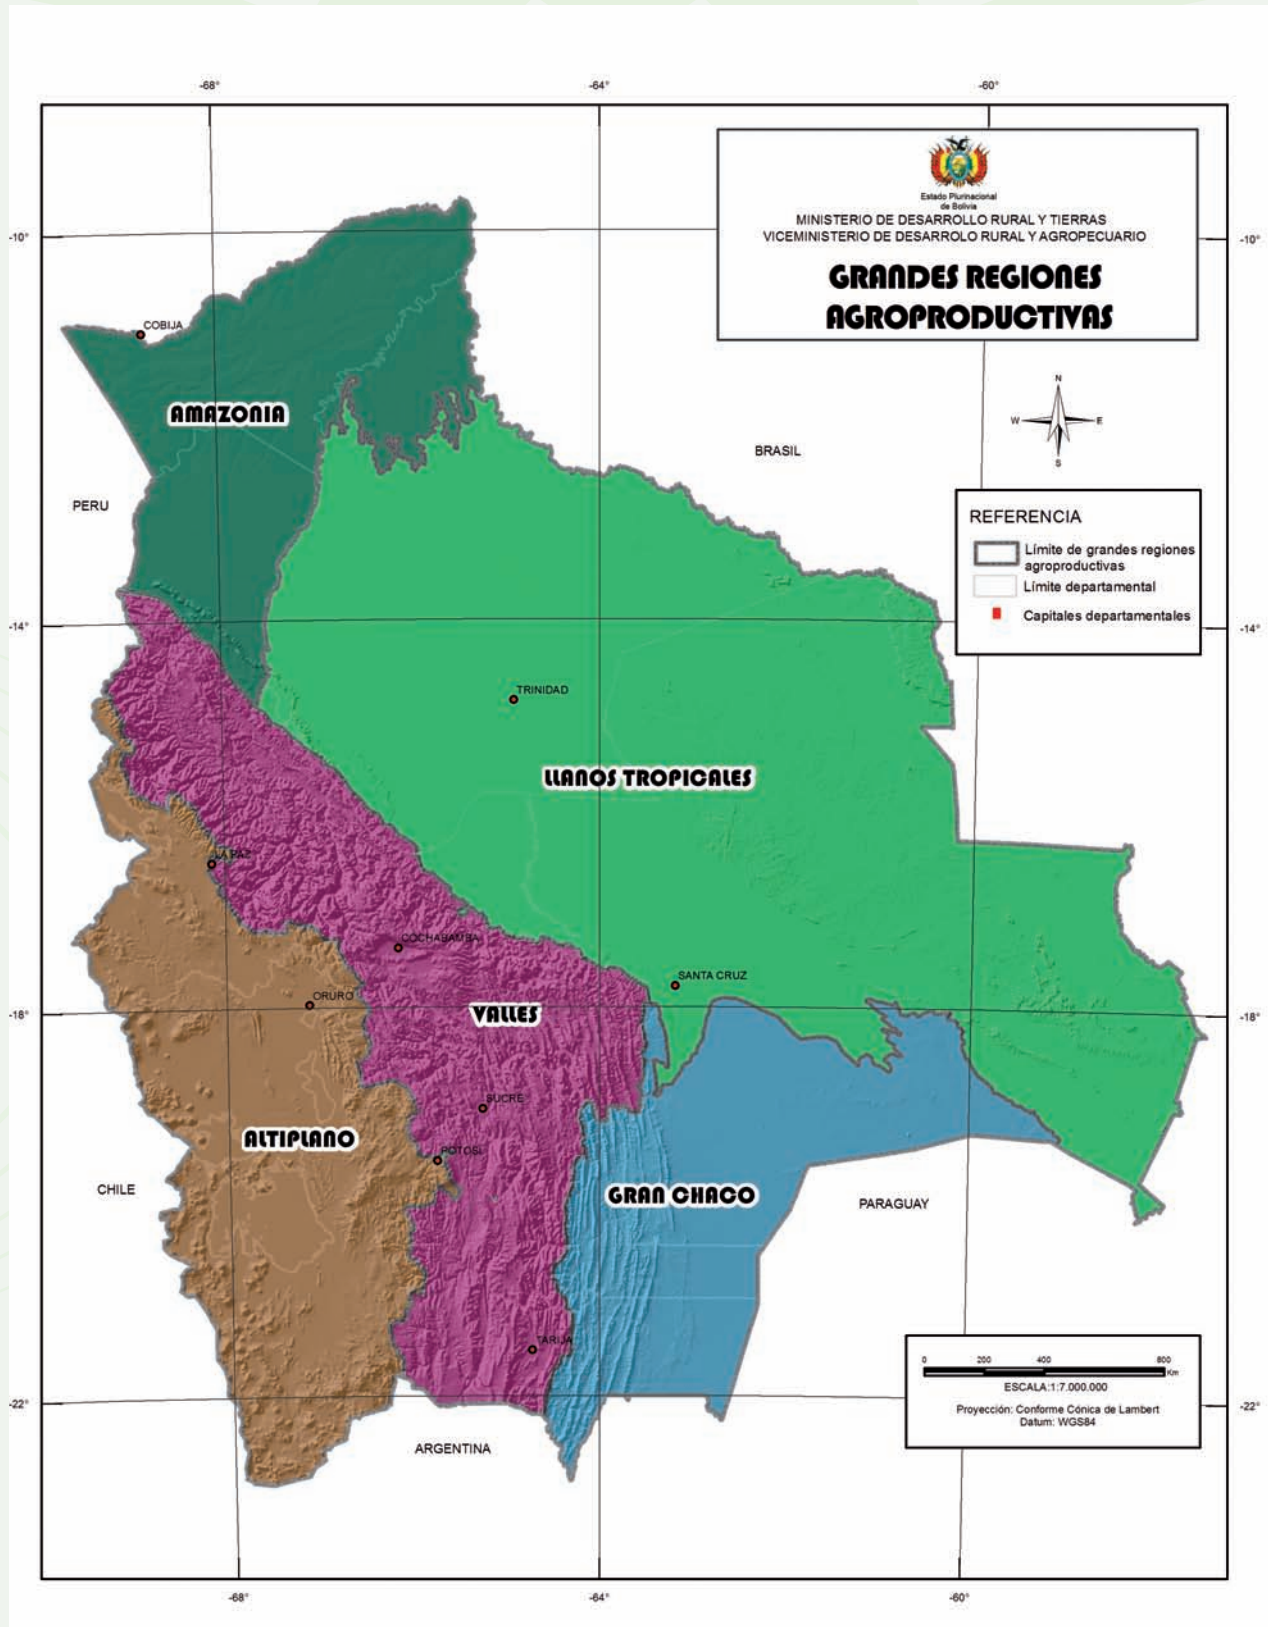 -68°
-64°
-60°
Estado Plurinacional
de Bolivia
MINISTERIO DE DESARROLLO RURAL Y TIERRAS
VICEMINISTERIO DE DESARROLO RURAL Y AGROPECUARIO
GRANDES REGIONES
AGROPRODUCTIVAS
-10°
-10°
COBIJA
N
W
E
S
AMAZONIA
BRASIL
PERU
REFERENCIA
Límite de grandes regiones
agroproductivas
Límite departamental
Capitales departamentales
-14°
-14°
TRINIDAD
LLANOS TROPICALES
LA PAZ
COCHABAMBA
SANTA CRUZ
ORURO
VALLES
-18°
-18°
SUCRE
ALTIPLANO
POTOSI
CHILE
GRAN CHACO
PARAGUAY
TARIJA
0
200
400
800
Km
ESCALA:1:7.000.000
Proyección: Conforme Cónica de Lambert
Datum: WGS84
-22°
-22°
ARGENTINA
-68°
-64°
-60°